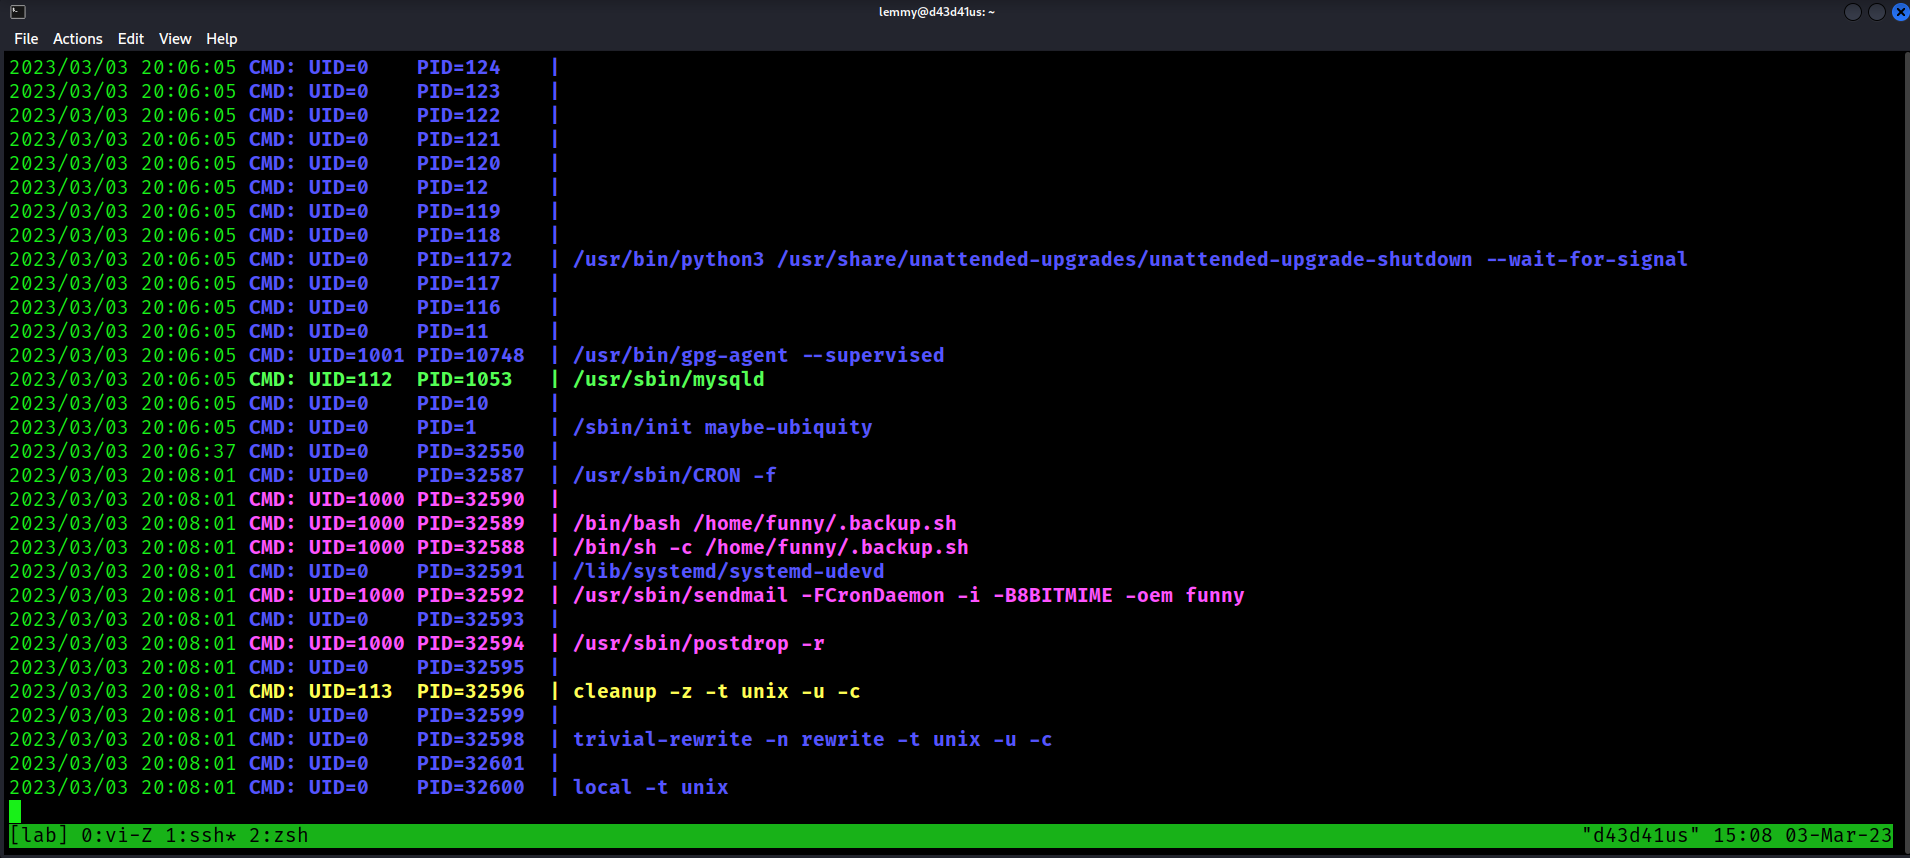 lemmy@d43d41us: ~
File Actions Edit View Help
2023/03/03 20:06:05 CMD: UID=0 PID=124 |
2023/03/03 20:06:05 CMD: UID=0 PID=123 |
2023/03/03 20:06:05 CMD: UID=0 PID=122 |
2023/03/03 20:06:05 CMD: UID=0 PID=121 |
2023/03/03 20:06:05 CMD: UID=0 PID=120 |
2023/03/03 20:06:05 CMD: UID=0 PID=12 |
2023/03/03 20:06:05 CMD: UID=0 PID=119 |
2023/03/03 20:06:05 CMD: UID=0 PID=118 |
2023/03/03 20:06:05 CMD: UID=0 PID=1172 | /usr/bin/python3 /usr/share/unattended-upgrades/unattended-upgrade-shutdown --wait-for-signal
2023/03/03 20:06:05 CMD: UID=0 PID=117 |
2023/03/03 20:06:05 CMD: UID=0 PID=116 |
2023/03/03 20:06:05 CMD: UID=0 PID=11 |
2023/03/03 20:06:05 CMD: UID=1001 PID=10748 | /usr/bin/gpg-agent --supervised
2023/03/03 20:06:05 CMD: UID=112 PID=1053 | /usr/sbin/mysqld
2023/03/03 20:06:05 CMD: UID=0 PID=10 |
2023/03/03 20:06:05 CMD: UID=0 PID=1 | /sbin/init maybe-ubiquity
2023/03/03 20:06:37 CMD: UID=0 PID=32550 |
2023/03/03 20:08:01 CMD: UID=0 PID=32587 | /usr/sbin/CRON -f
2023/03/03 20:08:01 CMD: UID=1000 PID=32590 |
2023/03/03 20:08:01 CMD: UID=1000 PID=32589 | /bin/bash /home/funny/.backup.sh
2023/03/03 20:08:01 CMD: UID=1000 PID=32588 | /bin/sh -c /home/funny/.backup.sh
2023/03/03 20:08:01 CMD: UID=0 PID=32591 | /lib/systemd/systemd-udevd
2023/03/03 20:08:01 CMD: UID=1000 PID=32592 | /usr/sbin/sendmail -FCronDaemon -i -B8BITMIME -oem funny
2023/03/03 20:08:01 CMD: UID=0 PID=32593 |
2023/03/03 20:08:01 CMD: UID=1000 PID=32594 | /usr/sbin/postdrop -r
2023/03/03 20:08:01 CMD: UID=0 PID=32595 |
2023/03/03 20:08:01 CMD: UID=113 PID=32596 | cleanup -z -t unix -u -c
2023/03/03 20:08:01 CMD: UID=0 PID=32599 |
2023/03/03 20:08:01 CMD: UID=0 PID=32598 | trivial-rewrite -n rewrite -t unix -u -c
2023/03/03 20:08:01 CMD: UID=0 PID=32601 |
2023/03/03 20:08:01 CMD: UID=0 PID=32600 | local -t unix
[lab] 0:vi-Z 1:ssh* 2:zsh "d43d41us" 15:08 03-Mar-23